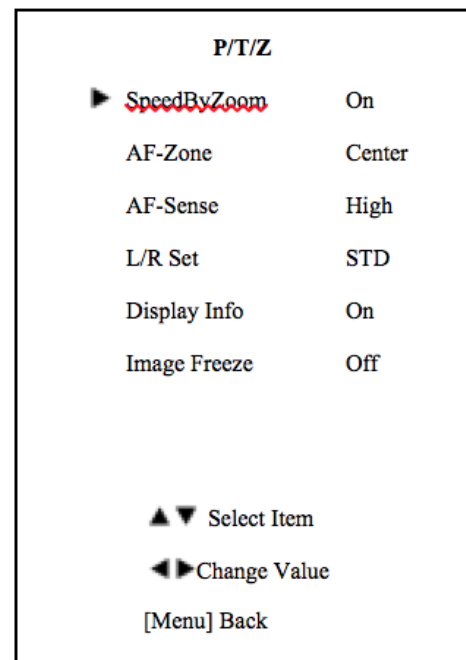 P/T/Z
▶ SpeedByZoom On
AF-Zone Center
AF-Sense High
L/R Set STD
Display Info On
Image Freeze Off
▲ ▼ Select Item
◀ ▶Change Value
[Menu] Back